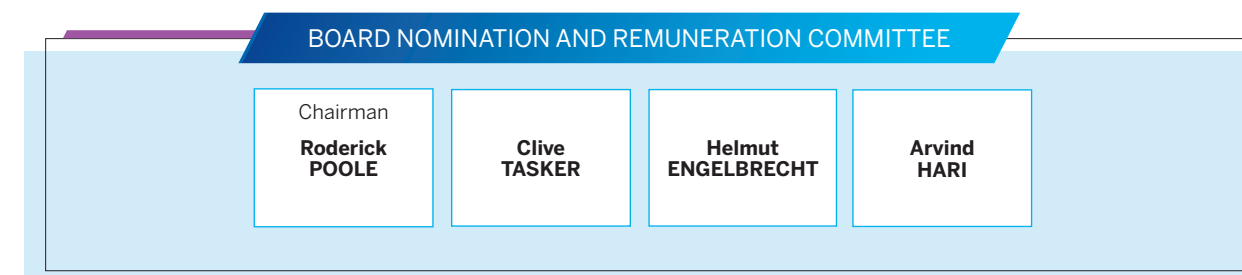 BOARD NOMINATION AND REMUNERATION COMMITTEE
Chairman
Roderick
POOLE
Clive
TASKER
Helmut
ENGELBRECHT
Arvind
HARI